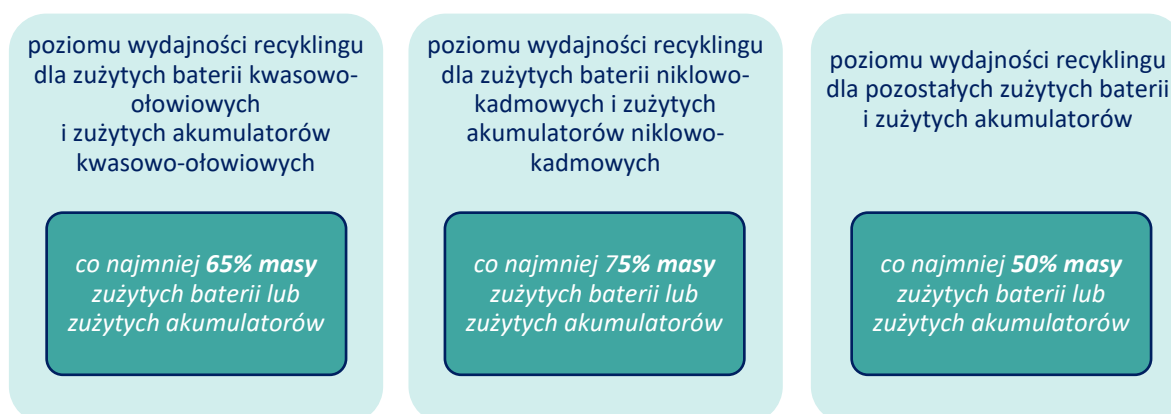 poziomu wydajności recyklingu
dla zużytych baterii kwasowo-
ołowiowych
i zużytych akumulatorów
kwasowo-ołowiowych
co najmniej 65% masy
zużytych baterii lub
zużytych akumulatorów
poziomu wydajności recyklingu
dla zużytych baterii niklowo-
kadmowych i zużytych
akumulatorów niklowo-
kadmowych
co najmniej 75% masy
zużytych baterii lub
zużytych akumulatorów
poziomu wydajności recyklingu
dla pozostałych zużytych baterii
i zużytych akumulatorów
co najmniej 50% masy
zużytych baterii lub
zużytych akumulatorów